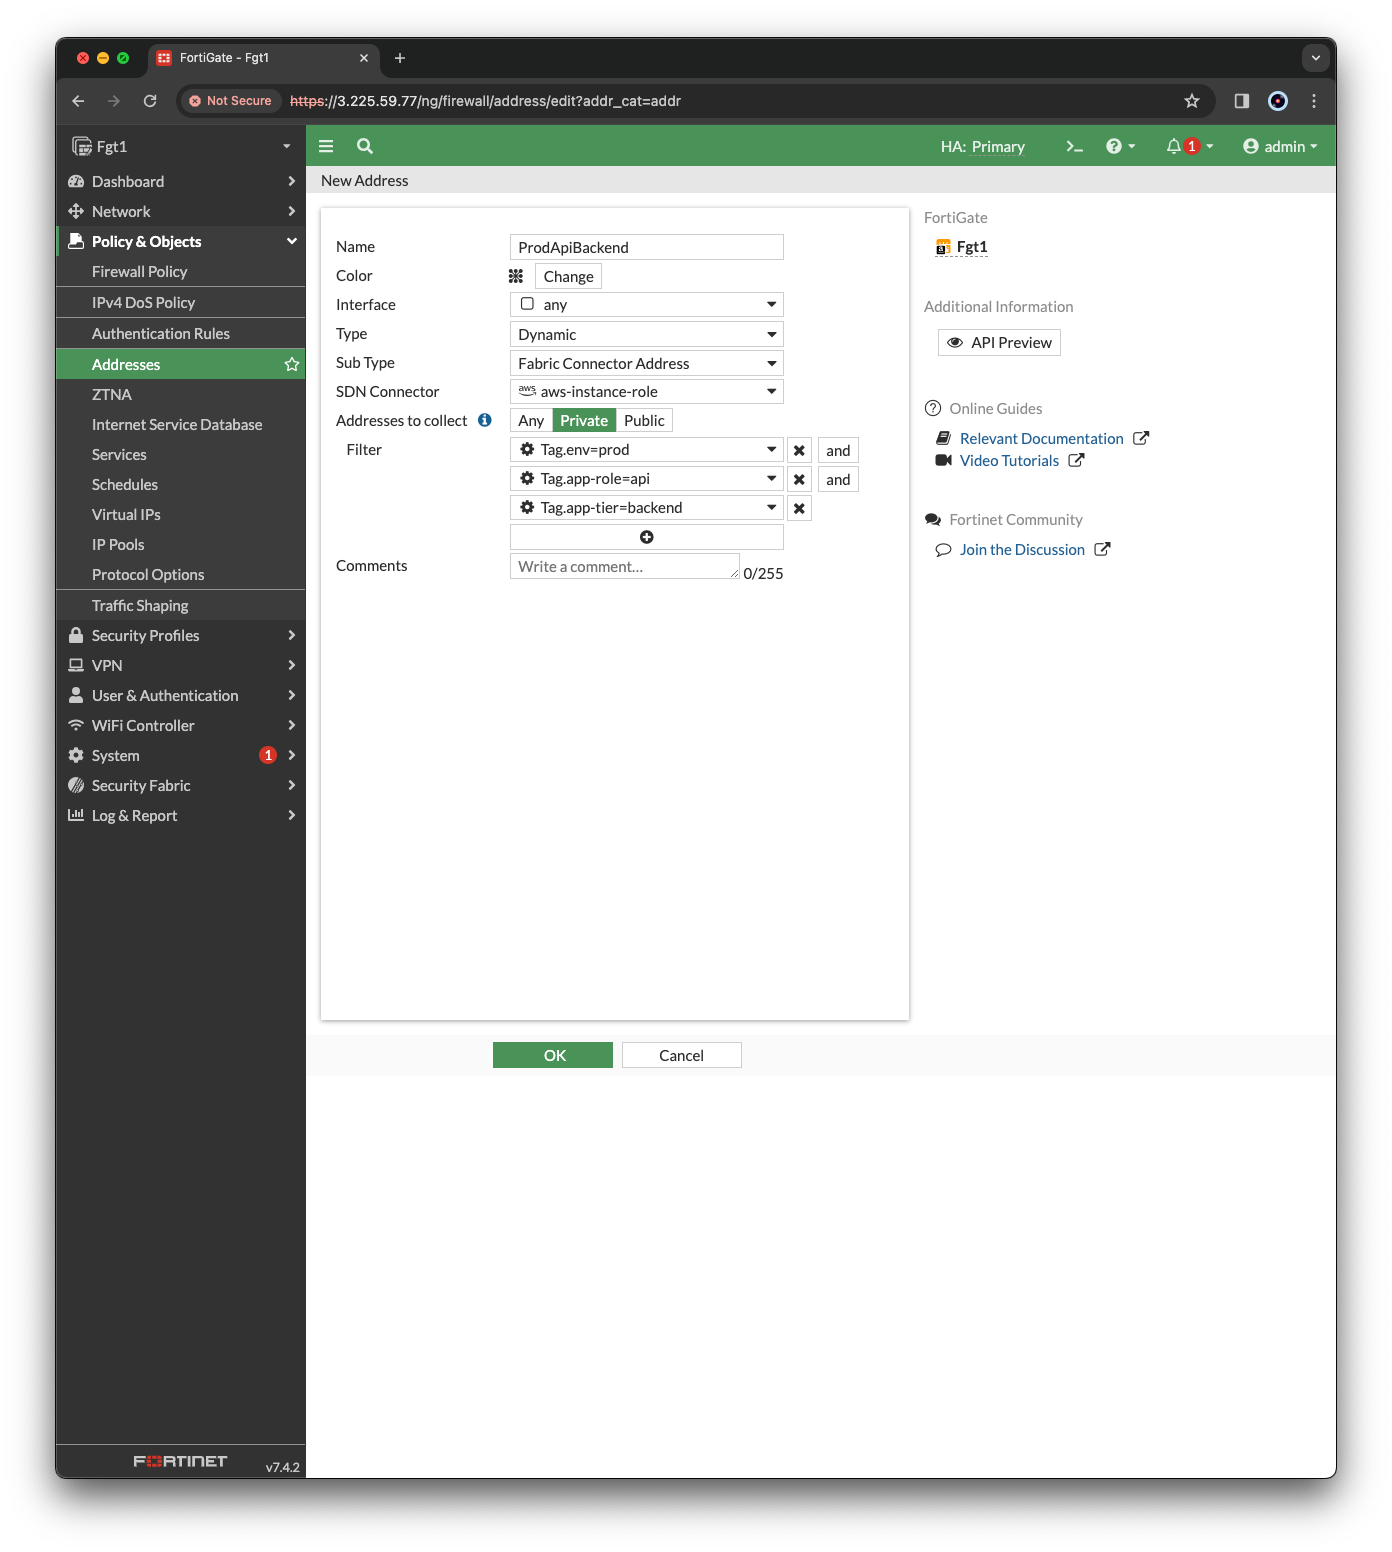 FortiGate - Fgt1
Not Secure https://3.225.59.77/ng/firewall/address/edit?addr_cat=addr
Fgt1
HA: Primary
1
admin
Dashboard
Network
Policy & Objects
Firewall Policy
IPv4 DoS Policy
Authentication Rules
Addresses
ZTNA
Internet Service Database
Services
Schedules
Virtual IPs
IP Pools
Protocol Options
Traffic Shaping
Security Profiles
VPN
User & Authentication
WiFi Controller
System 1
Security Fabric
Log & Report
FORTINET v7.4.2
New Address
Name ProdApiBackend
Color Change
Interface any
Type Dynamic
Sub Type Fabric Connector Address
SDN Connector aws aws-instance-role
Addresses to collect Any Private Public
Filter Tag.env=prod and
Tag.app-role=api and
Tag.app-tier=backend
Comments Write a comment... 0/255
OK Cancel
FortiGate
Fgt1
Additional Information
API Preview
Online Guides
Relevant Documentation
Video Tutorials
Fortinet Community
Join the Discussion